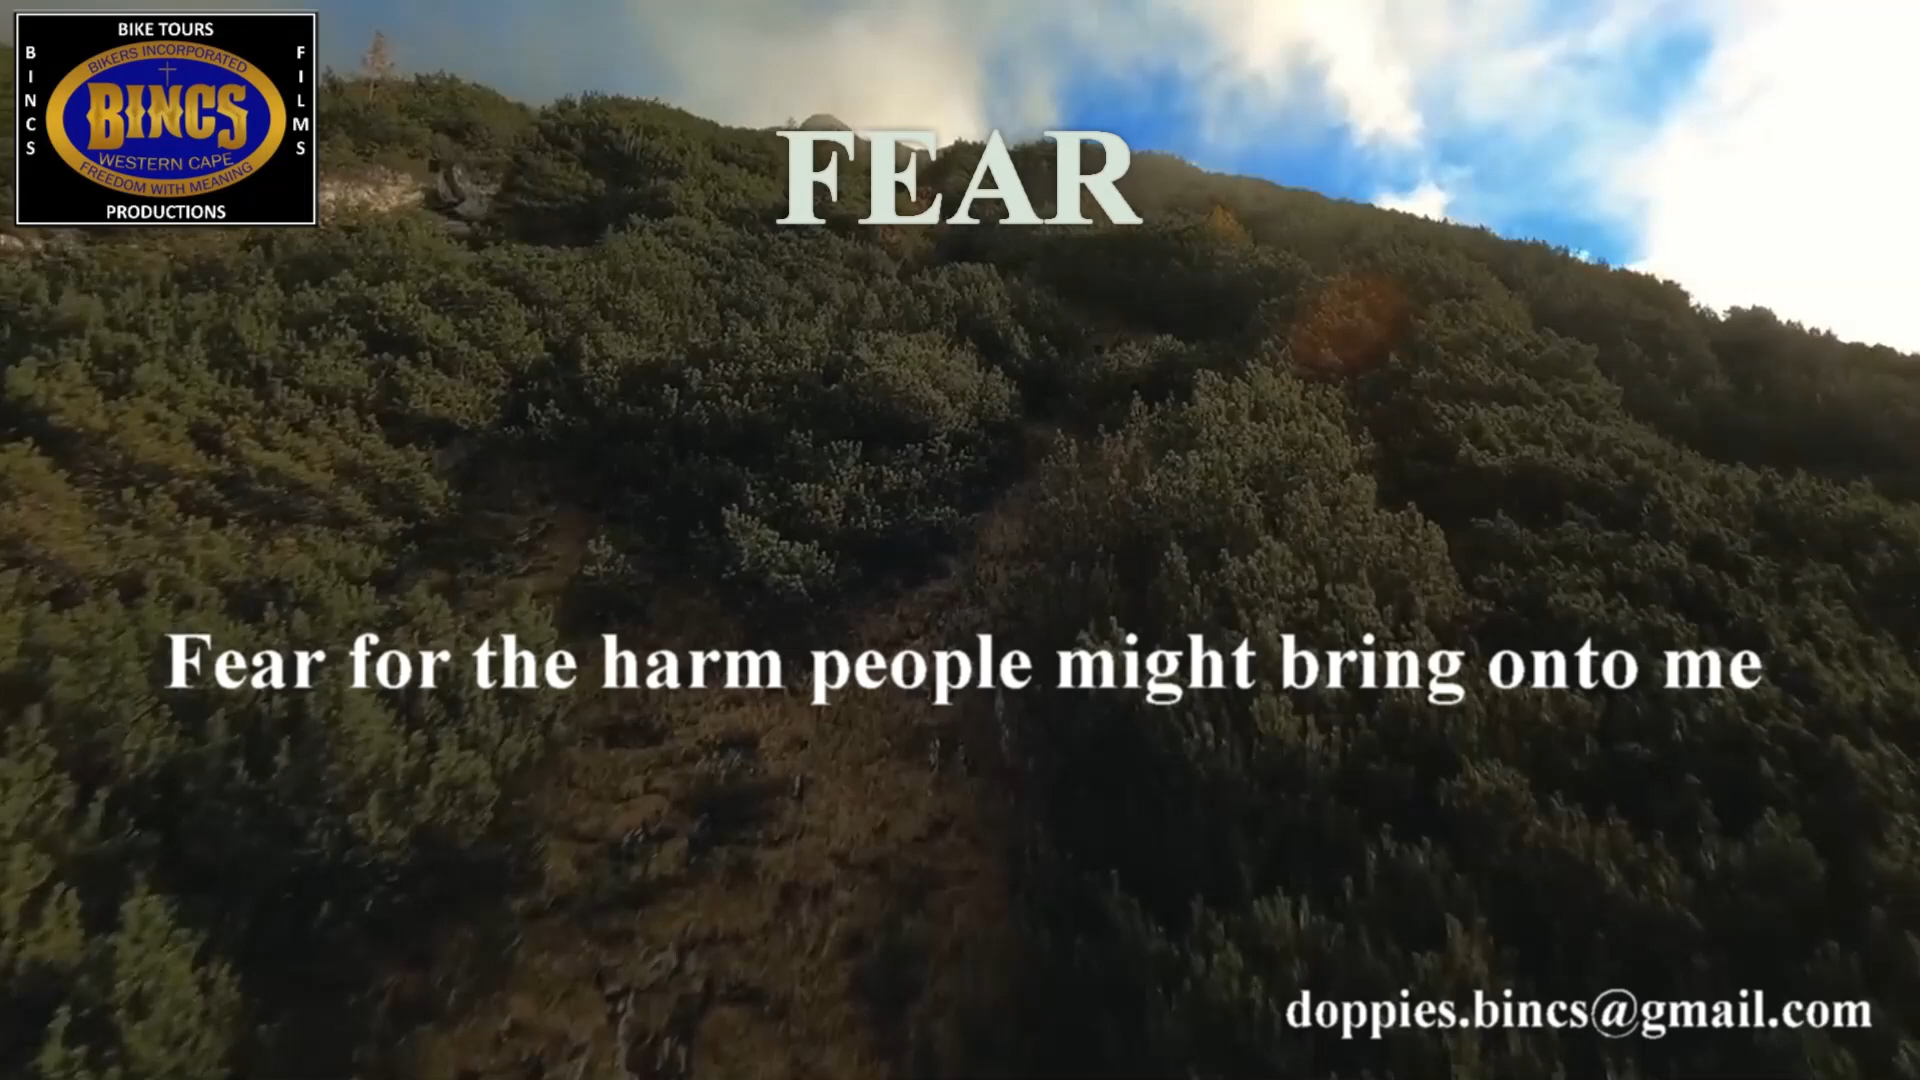 BIKE TOURS
BINCS
FILMS
BIKERS INCORPORATED
BINCS
WESTERN CAPE
FREEDOM WITH MEANING
PRODUCTIONS
FEAR
Fear for the harm people might bring onto me
doppies.bincs@gmail.com